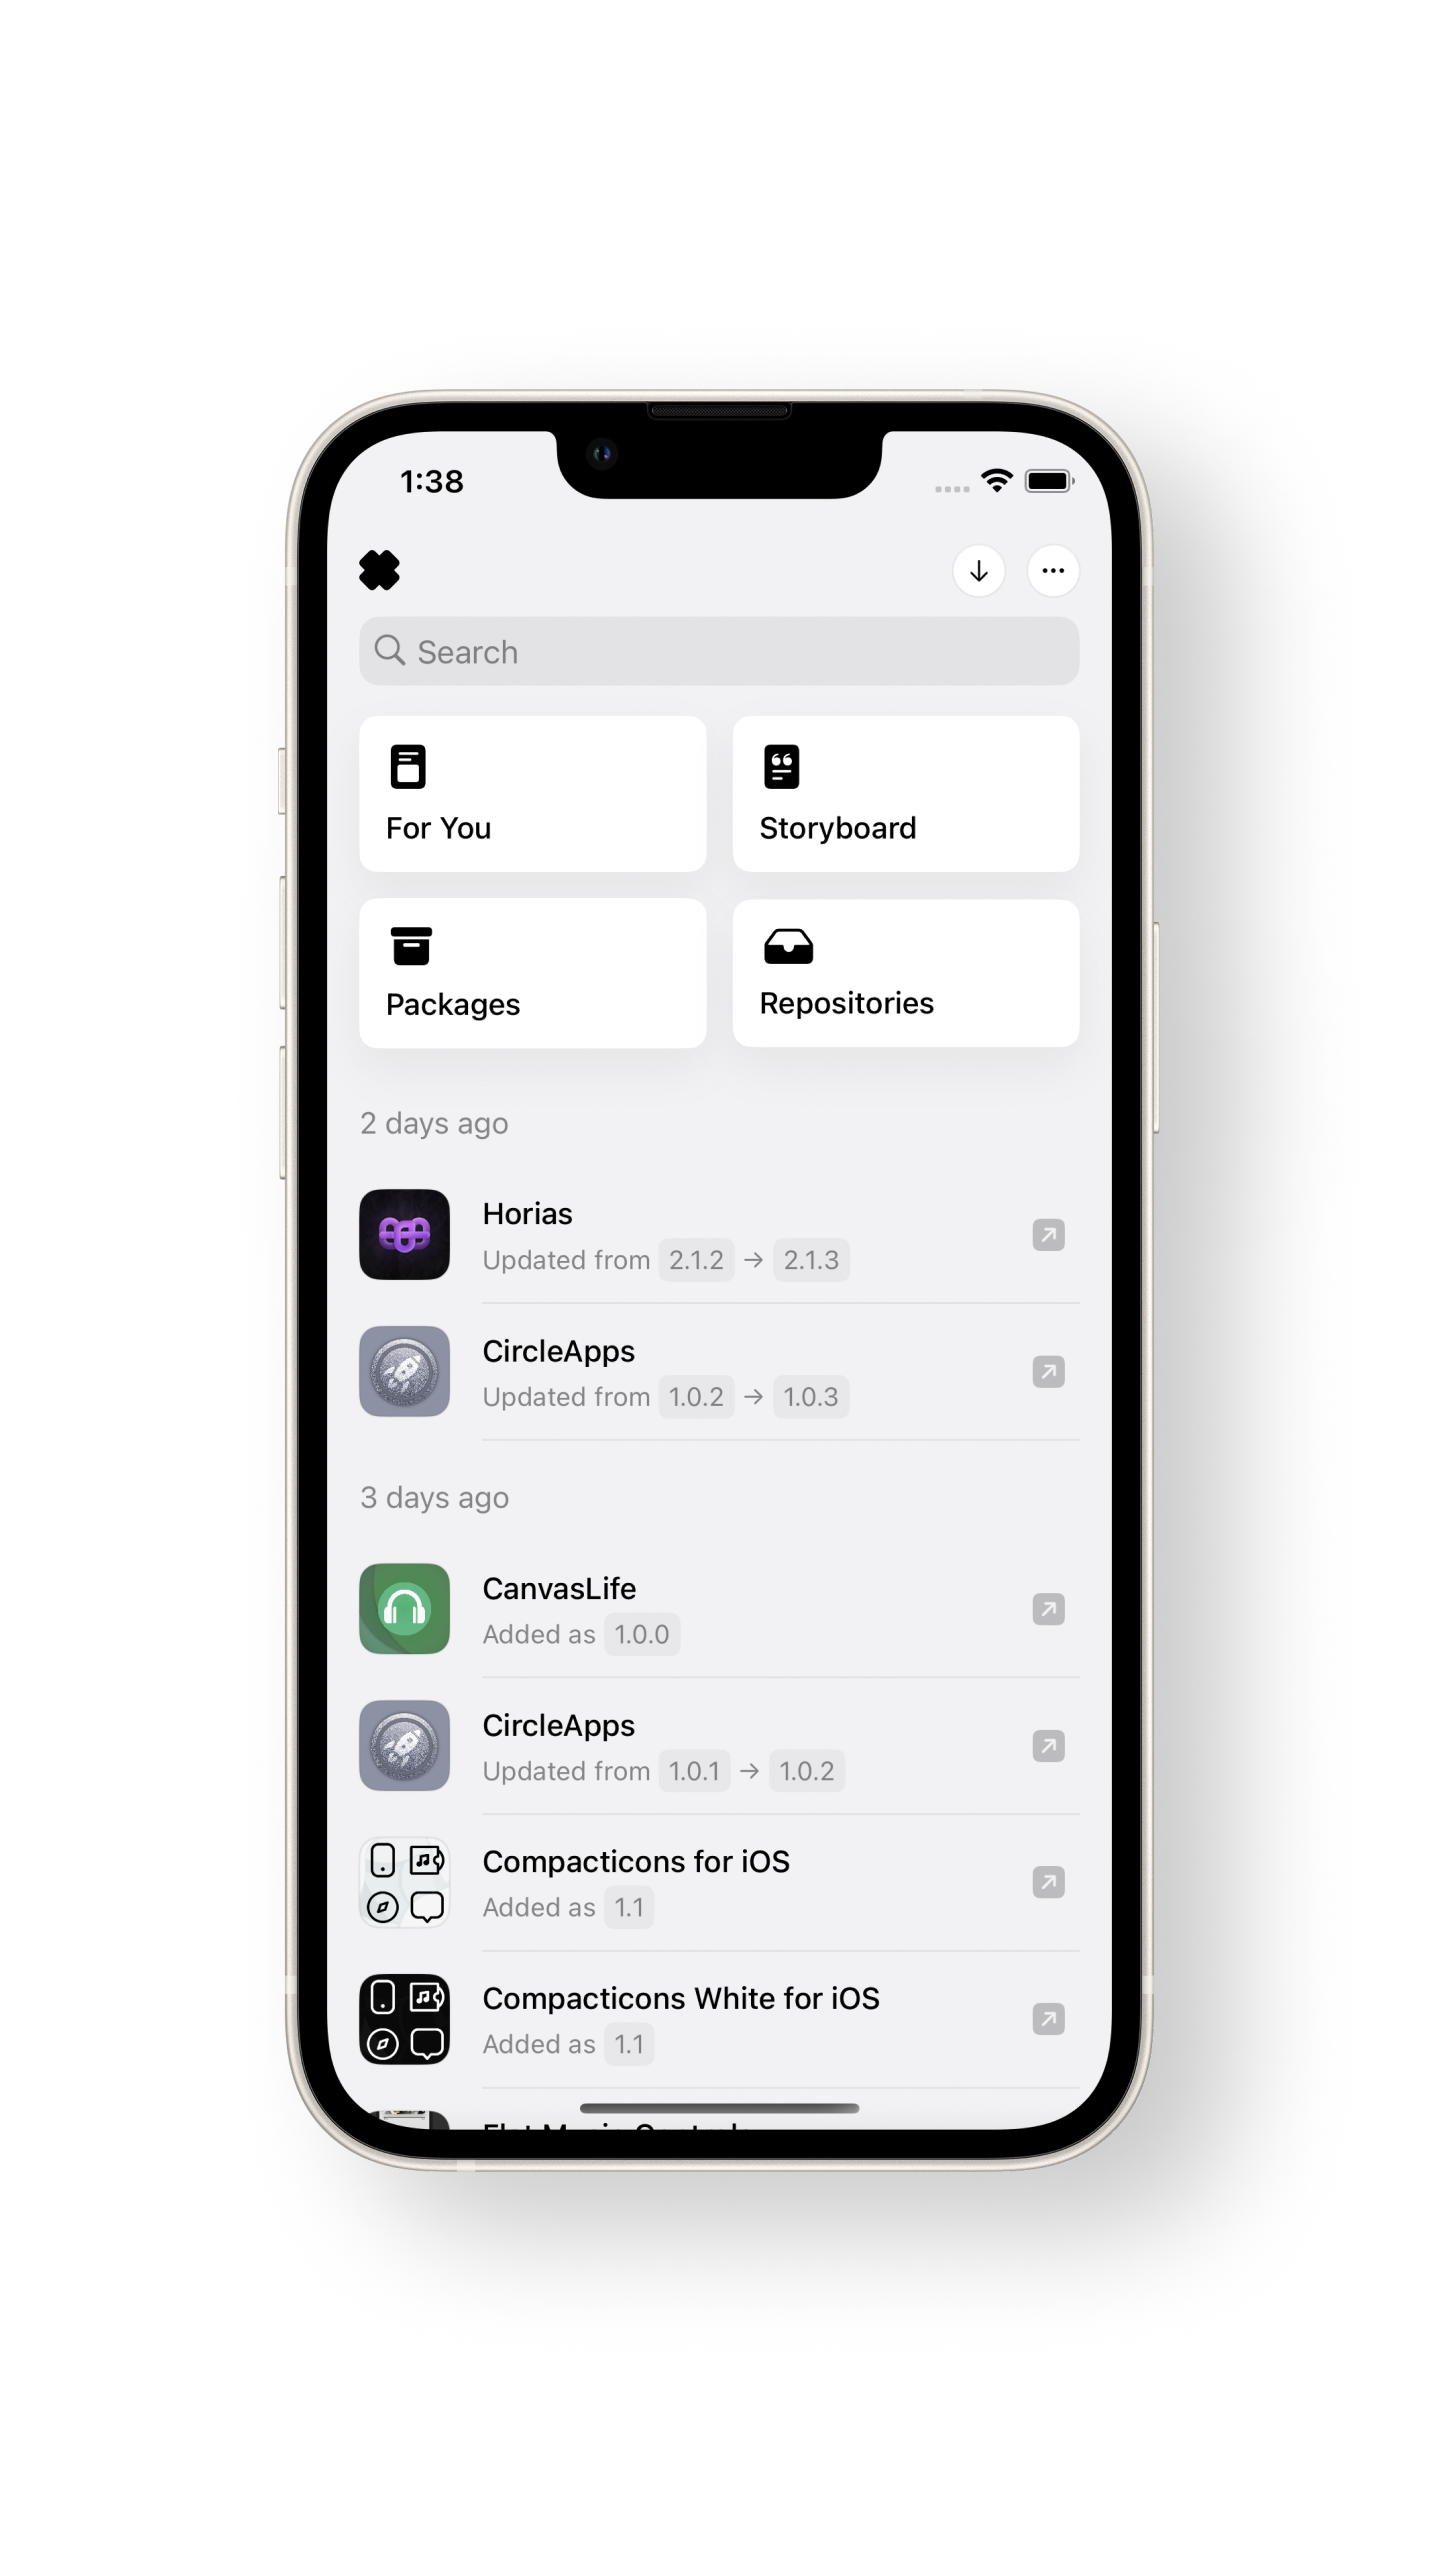 1:38
Search
For You
Storyboard
Packages
Repositories
2 days ago
Horias
Updated from 2.1.2 → 2.1.3
CircleApps
Updated from 1.0.2 → 1.0.3
3 days ago
CanvasLife
Added as 1.0.0
CircleApps
Updated from 1.0.1 → 1.0.2
Compacticons for iOS
Added as 1.1
Compacticons White for iOS
Added as 1.1
Flat Music Controls